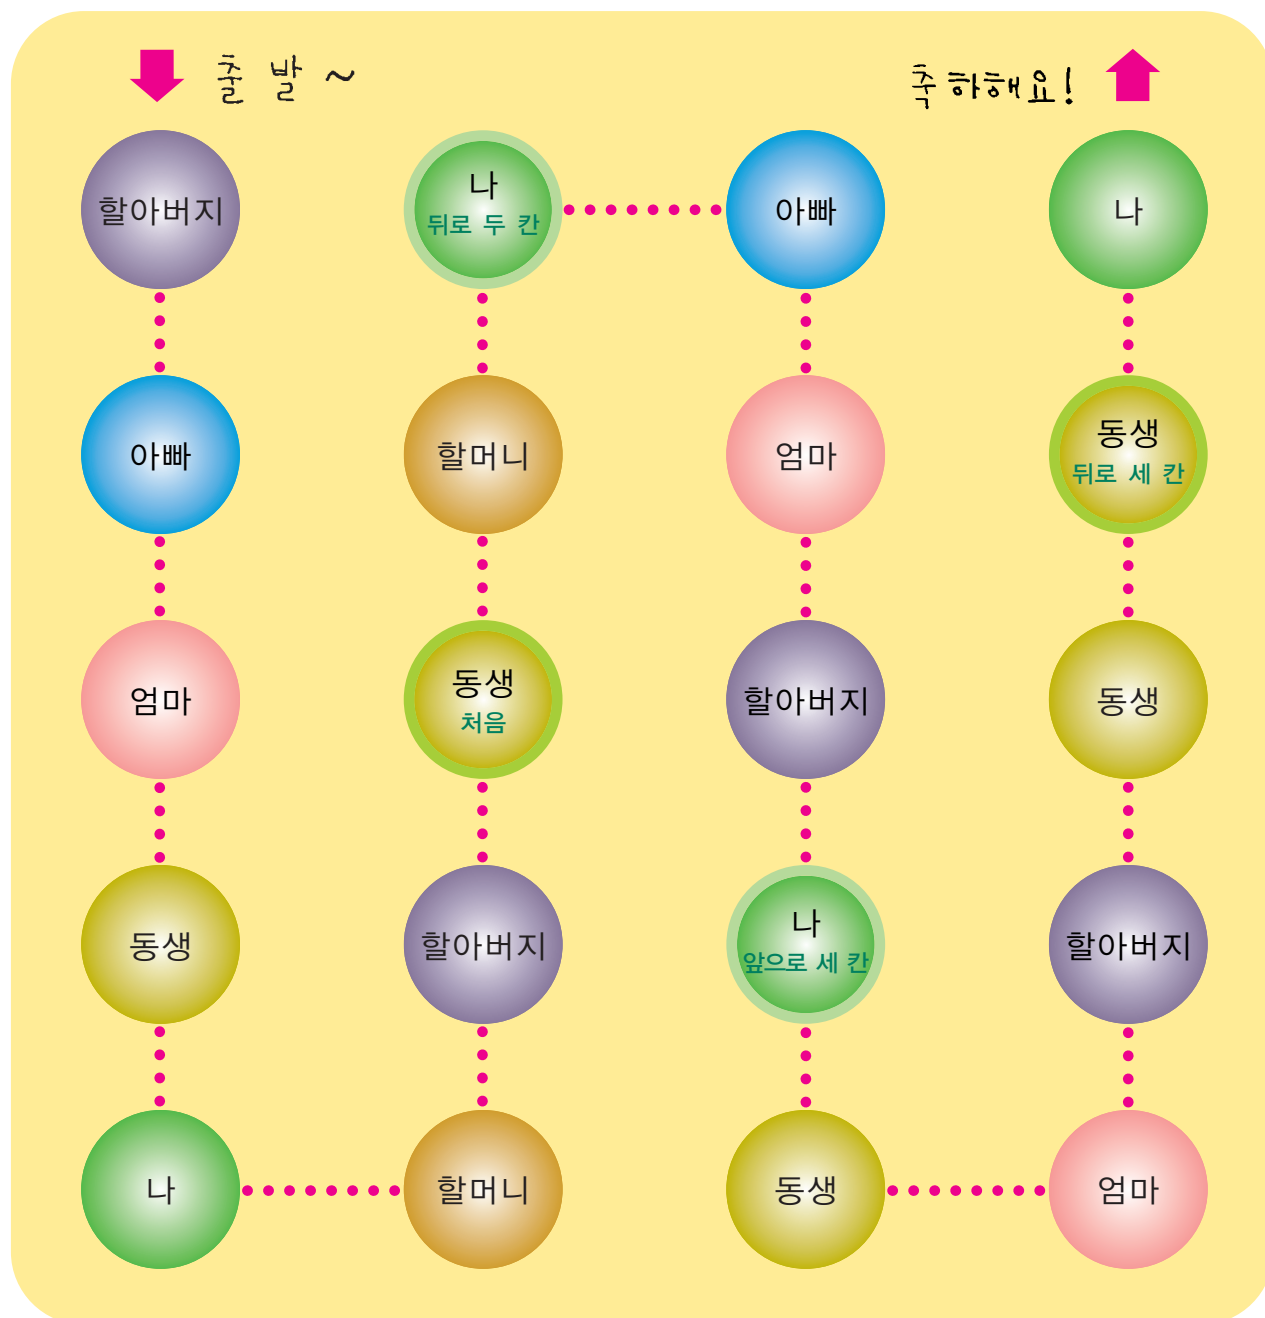 출 발 ~
축하해요!
할아버지
나
뒤로 두 칸
아빠
나
아빠
할머니
엄마
동생
뒤로 세 칸
엄마
동생
처음
할아버지
동생
동생
할아버지
나
앞으로 세 칸
할아버지
나
할머니
동생
엄마